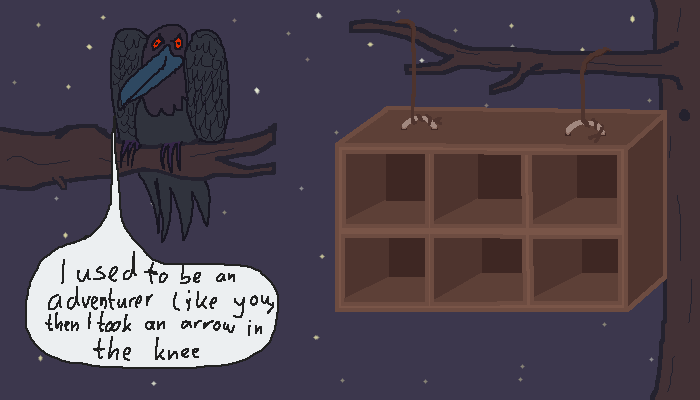 I used to be an
adventurer like you,
then I took an arrow in
the knee